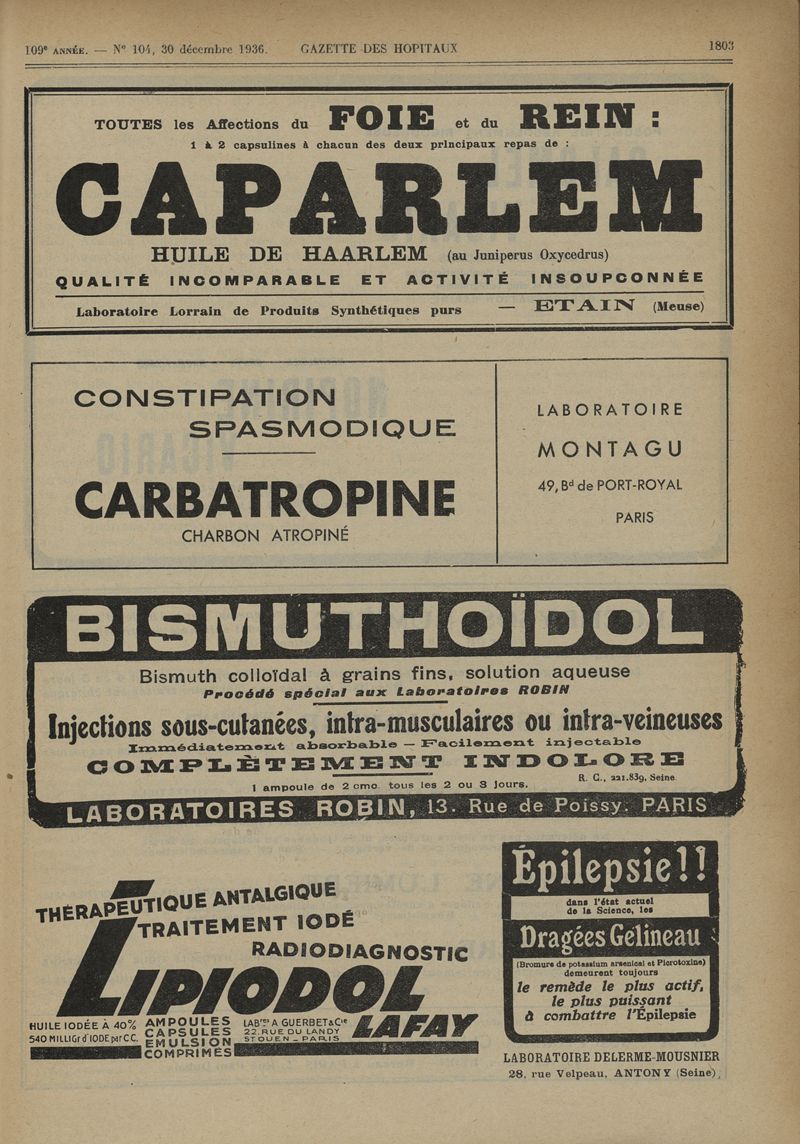 109e ANNÉE. — N° 104, 30 décembre 1936. GAZETTE DES HOPITAUX 1803
TOUTES les Affections du FOIE et du REIN :
1 à 2 capsulines à chacun des deux principaux repas de :
CAPARLEM
HUILE DE HAARLEM (au Juniperus Oxycedrus)
QUALITÉ INCOMPARABLE ET ACTIVITÉ INSOUPCONNÉE
Laboratoire Lorrain de Produits Synthétiques purs — ETAIN (Meuse)
CONSTIPATION
SPASMODIQUE
CARBATROPINE
CHARBON ATROPINÉ
LABORATOIRE
MONTAGU
49, Bd de PORT-ROYAL
PARIS
BISMUTHOÏDOL
Bismuth colloïdal à grains fins, solution aqueuse
Procédé spécial aux Laboratoires ROBIN
Injections sous-cutanées, intra-musculaires ou intra-veineuses
Immédiatement absorbable — Facilement injectable
COMPLÈTEMENT INDOLORE
R. C., 221.839, Seine
1 ampoule de 2 cmc tous les 2 ou 3 jours.
LABORATOIRES ROBIN, 13. Rue de Poissy. PARIS
THÉRAPEUTIQUE ANTALGIQUE
TRAITEMENT IODÉ
RADIODIAGNOSTIC
LIPIODOL
LAFAY
HUILE IODÉE À 40%
540 MILLIGr d'IODE par C.C.
AMPOULES
CAPSULES
EMULSION
COMPRIMÉS
LABres A GUERBET & Cie
22. RUE DU LANDY
ST OUEN - PARIS
Épilepsie!!
dans l'état actuel
de la Science, les
Dragées Gelineau
(Bromure de potassium arsenical et Picrotoxine)
demeurent toujours
le remède le plus actif,
le plus puissant
à combattre l'Épilepsie
LABORATOIRE DELERME-MOUSNIER
28, rue Velpeau, ANTONY (Seine)